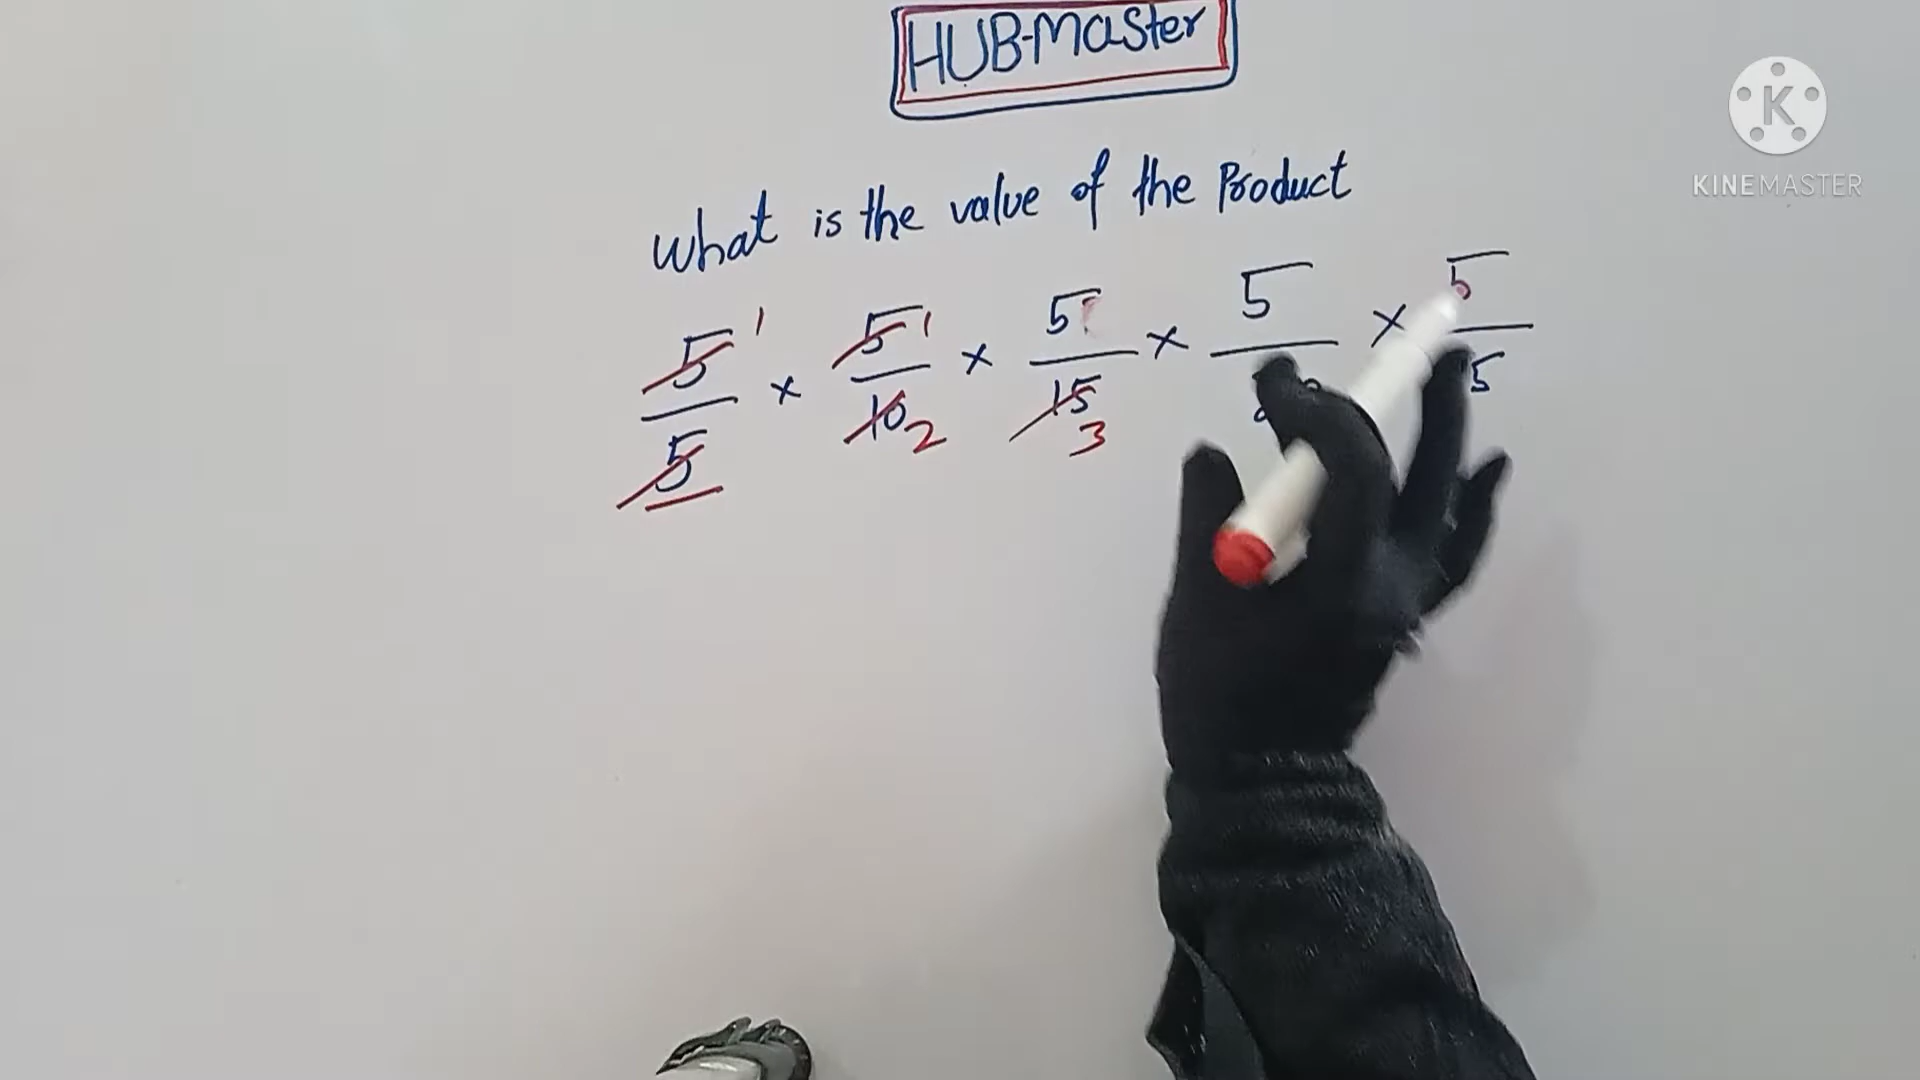 HUB-Master
K
KINEMASTER
What is the value of the Product
5/5 1 × 5/10 1 2 × 5/15 3 × 5/ × 5/5